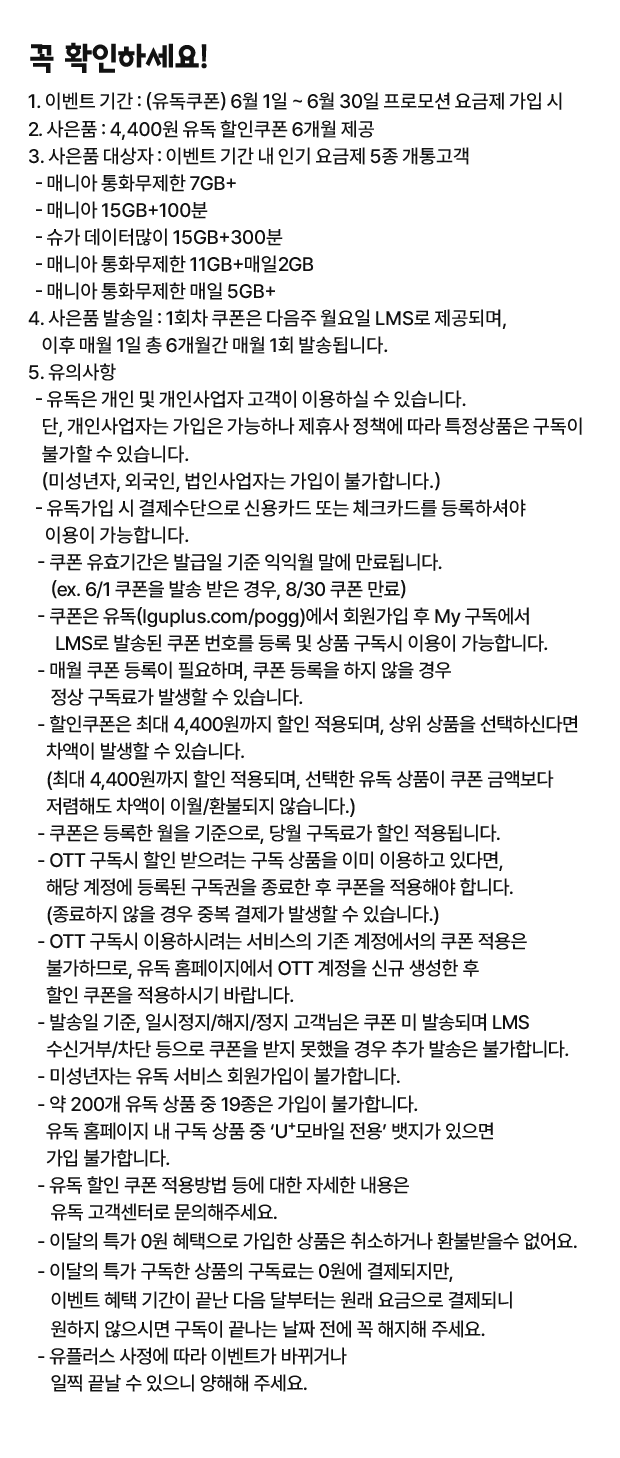 꼭 확인하세요!
1. 이벤트 기간 : (유독쿠폰) 6월 1일 ~ 6월 30일 프로모션 요금제 가입 시
2. 사은품 : 4,400원 유독 할인쿠폰 6개월 제공
3. 사은품 대상자 : 이벤트 기간 내 인기 요금제 5종 개통고객
- 매니아 통화무제한 7GB+
- 매니아 15GB+100분
- 슈가 데이터많이 15GB+300분
- 매니아 통화무제한 11GB+매일2GB
- 매니아 통화무제한 매일 5GB+
4. 사은품 발송일 : 1회차 쿠폰은 다음주 월요일 LMS로 제공되며,
이후 매월 1일 총 6개월간 매월 1회 발송됩니다.
5. 유의사항
- 유독은 개인 및 개인사업자 고객이 이용하실 수 있습니다.
단, 개인사업자는 가입은 가능하나 제휴사 정책에 따라 특정상품은 구독이
불가할 수 있습니다.
(미성년자, 외국인, 법인사업자는 가입이 불가합니다.)
- 유독가입 시 결제수단으로 신용카드 또는 체크카드를 등록하셔야
이용이 가능합니다.
- 쿠폰 유효기간은 발급일 기준 익익월 말에 만료됩니다.
(ex. 6/1 쿠폰을 발송 받은 경우, 8/30 쿠폰 만료)
- 쿠폰은 유독(lguplus.com/pogg)에서 회원가입 후 My 구독에서
LMS로 발송된 쿠폰 번호를 등록 및 상품 구독시 이용이 가능합니다.
- 매월 쿠폰 등록이 필요하며, 쿠폰 등록을 하지 않을 경우
정상 구독료가 발생할 수 있습니다.
- 할인쿠폰은 최대 4,400원까지 할인 적용되며, 상위 상품을 선택하신다면
차액이 발생할 수 있습니다.
(최대 4,400원까지 할인 적용되며, 선택한 유독 상품이 쿠폰 금액보다
저렴해도 차액이 이월/환불되지 않습니다.)
- 쿠폰은 등록한 월을 기준으로, 당월 구독료가 할인 적용됩니다.
- OTT 구독시 할인 받으려는 구독 상품을 이미 이용하고 있다면,
해당 계정에 등록된 구독권을 종료한 후 쿠폰을 적용해야 합니다.
(종료하지 않을 경우 중복 결제가 발생할 수 있습니다.)
- OTT 구독시 이용하시려는 서비스의 기존 계정에서의 쿠폰 적용은
불가하므로, 유독 홈페이지에서 OTT 계정을 신규 생성한 후
할인 쿠폰을 적용하시기 바랍니다.
- 발송일 기준, 일시정지/해지/정지 고객님은 쿠폰 미 발송되며 LMS
수신거부/차단 등으로 쿠폰을 받지 못했을 경우 추가 발송은 불가합니다.
- 미성년자는 유독 서비스 회원가입이 불가합니다.
- 약 200개 유독 상품 중 19종은 가입이 불가합니다.
유독 홈페이지 내 구독 상품 중 ‘U⁺모바일 전용’ 뱃지가 있으면
가입 불가합니다.
- 유독 할인 쿠폰 적용방법 등에 대한 자세한 내용은
유독 고객센터로 문의해주세요.
- 이달의 특가 0원 혜택으로 가입한 상품은 취소하거나 환불받을수 없어요.
- 이달의 특가 구독한 상품의 구독료는 0원에 결제되지만,
이벤트 혜택 기간이 끝난 다음 달부터는 원래 요금으로 결제되니
원하지 않으시면 구독이 끝나는 날짜 전에 꼭 해지해 주세요.
- 유플러스 사정에 따라 이벤트가 바뀌거나
일찍 끝날 수 있으니 양해해 주세요.